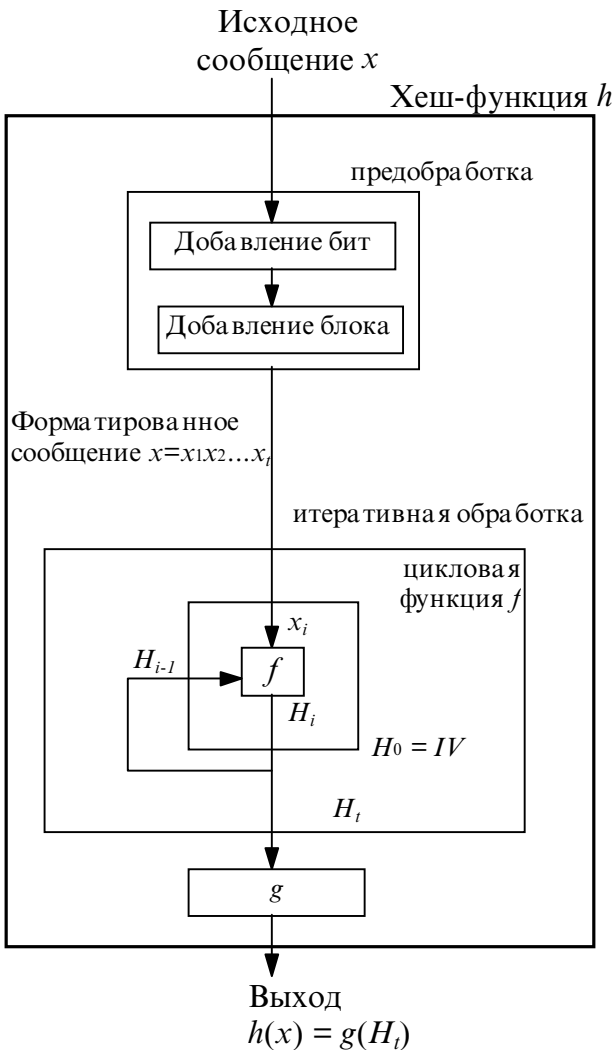 Исходное
сообщение x
Хеш-функция h
предобработка
Добавление бит
Добавление блока
Форматированное
сообщение x=x1x2...xt
итеративная обработка
цикловая
функция f
xi
Hi-1
f
Hi
H0 = IV
Ht
g
Выход
h(x) = g(Ht)